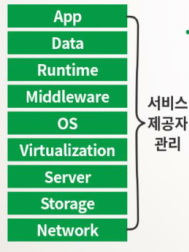 App
Data
Runtime
Middleware
OS
Virtualization
Server
Storage
Network
서비스
제공자
관리